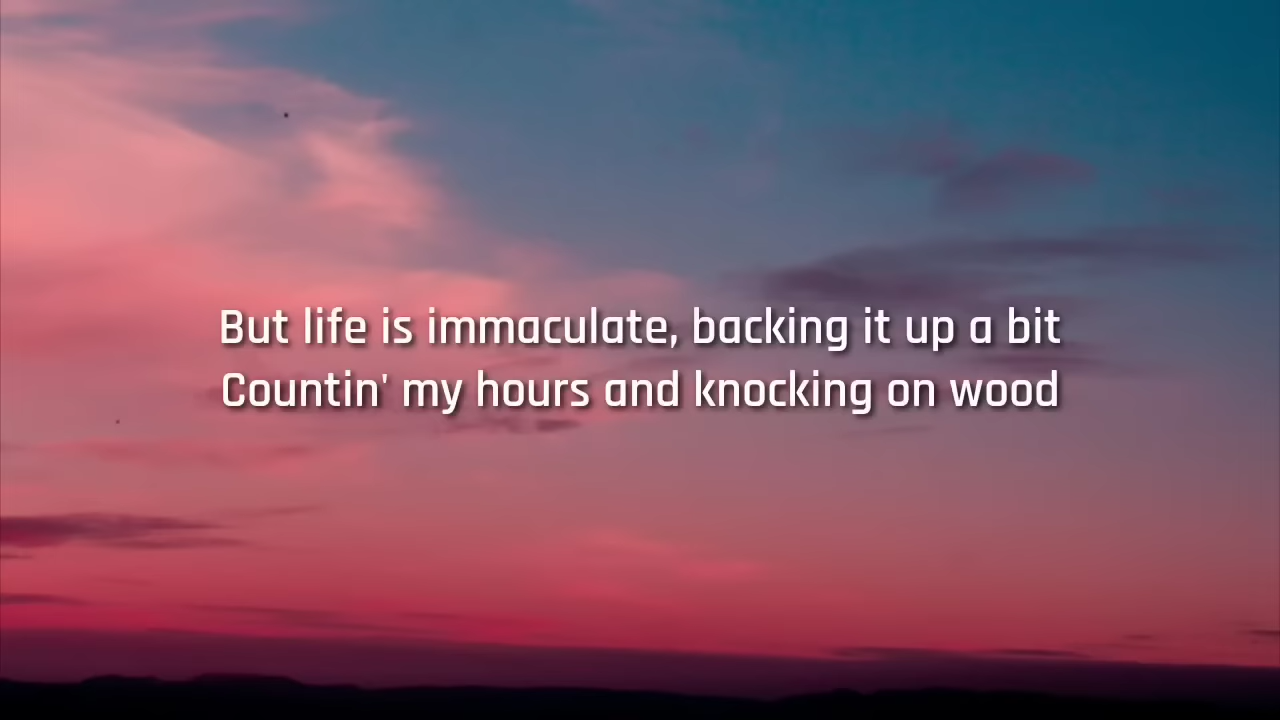 But life is immaculate, backing it up a bit
Countin' my hours and knocking on wood